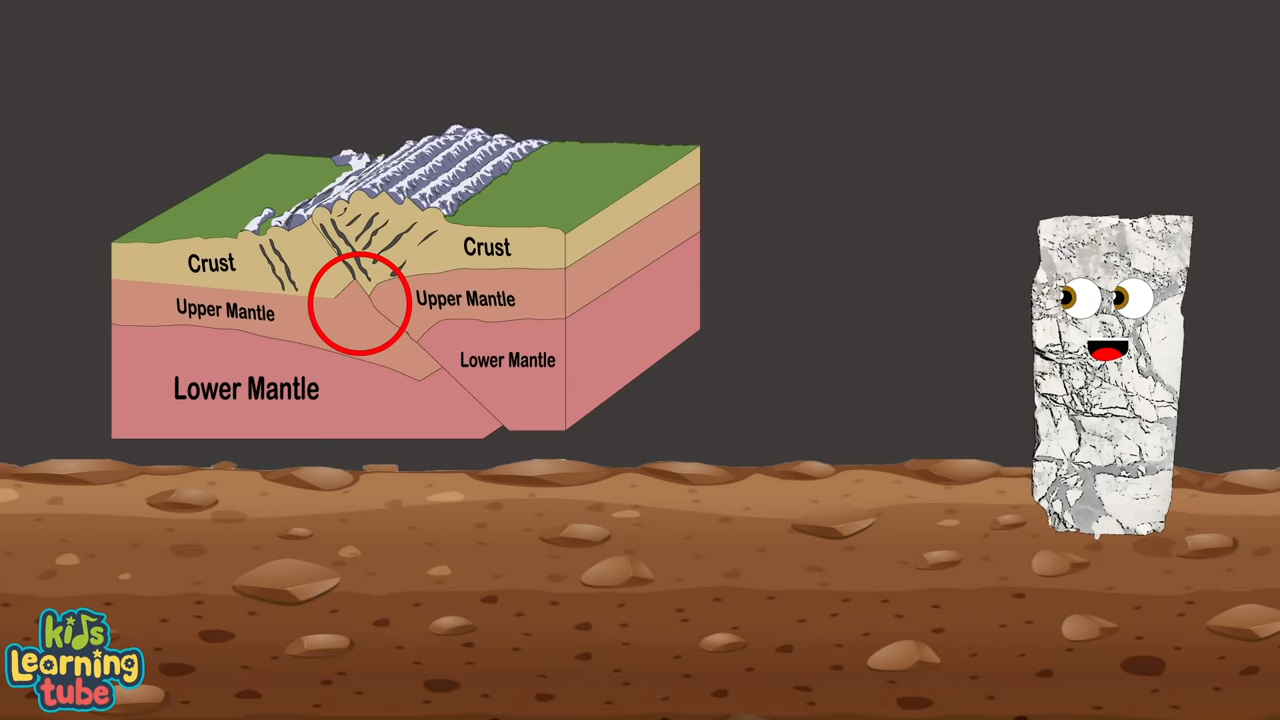 Crust
Crust
Upper Mantle
Upper Mantle
Lower Mantle
Lower Mantle
kids
Learning
tube